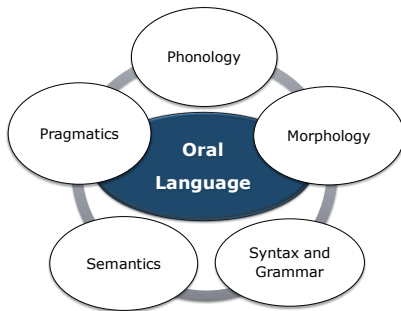 Phonology
Pragmatics
Oral
Language
Morphology
Semantics
Syntax and
Grammar